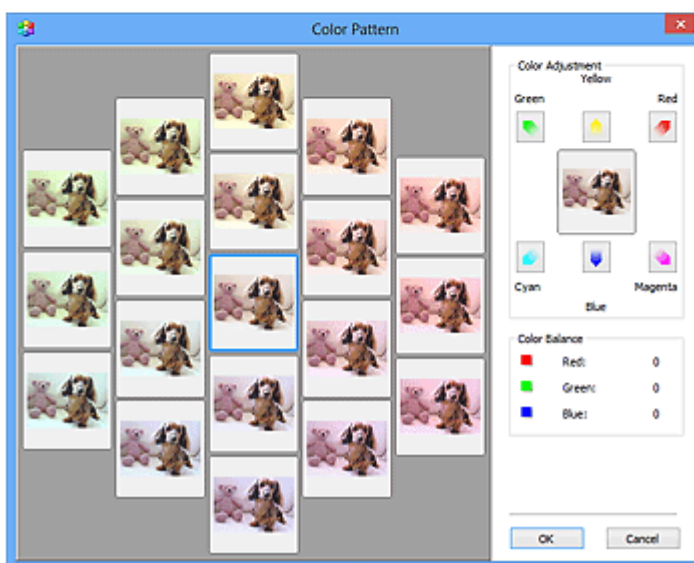 Color Pattern
Color Adjustment
Yellow
Green Red
Cyan Magenta
Blue
Color Balance
Red: 0
Green: 0
Blue: 0
OK Cancel